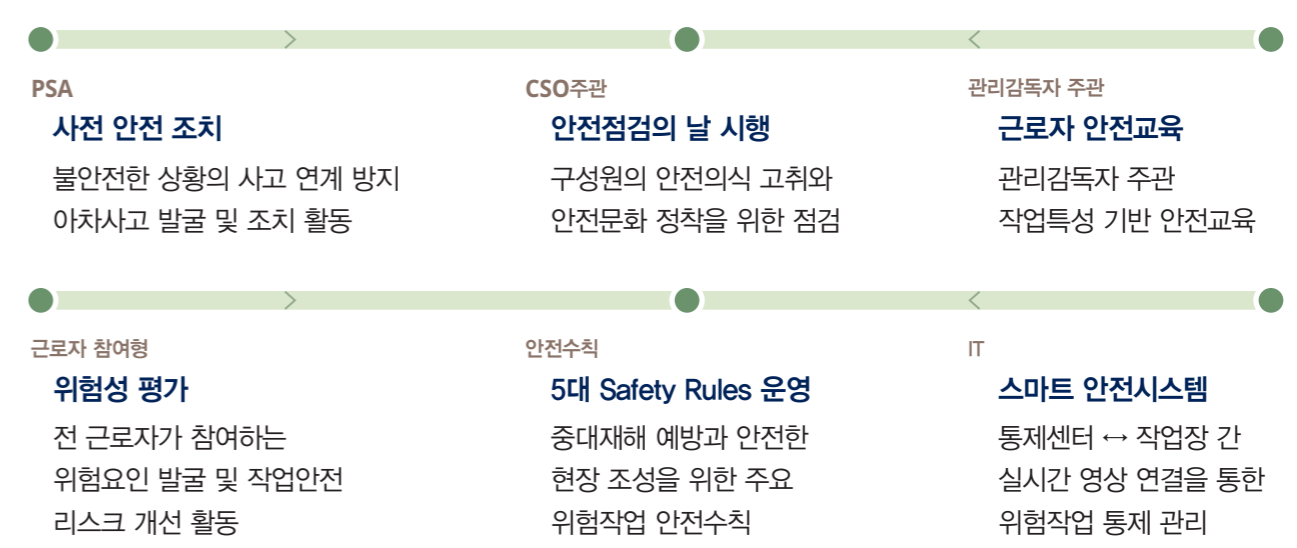 PSA
사전 안전 조치
불안전한 상황의 사고 연계 방지
아차사고 발굴 및 조치 활동
CSO주관
안전점검의 날 시행
구성원의 안전의식 고취와
안전문화 정착을 위한 점검
관리감독자 주관
근로자 안전교육
관리감독자 주관
작업특성 기반 안전교육
근로자 참여형
위험성 평가
전 근로자가 참여하는
위험요인 발굴 및 작업안전
리스크 개선 활동
안전수칙
5대 Safety Rules 운영
중대재해 예방과 안전한
현장 조성을 위한 주요
위험작업 안전수칙
IT
스마트 안전시스템
통제센터 ↔ 작업장 간
실시간 영상 연결을 통한
위험작업 통제 관리